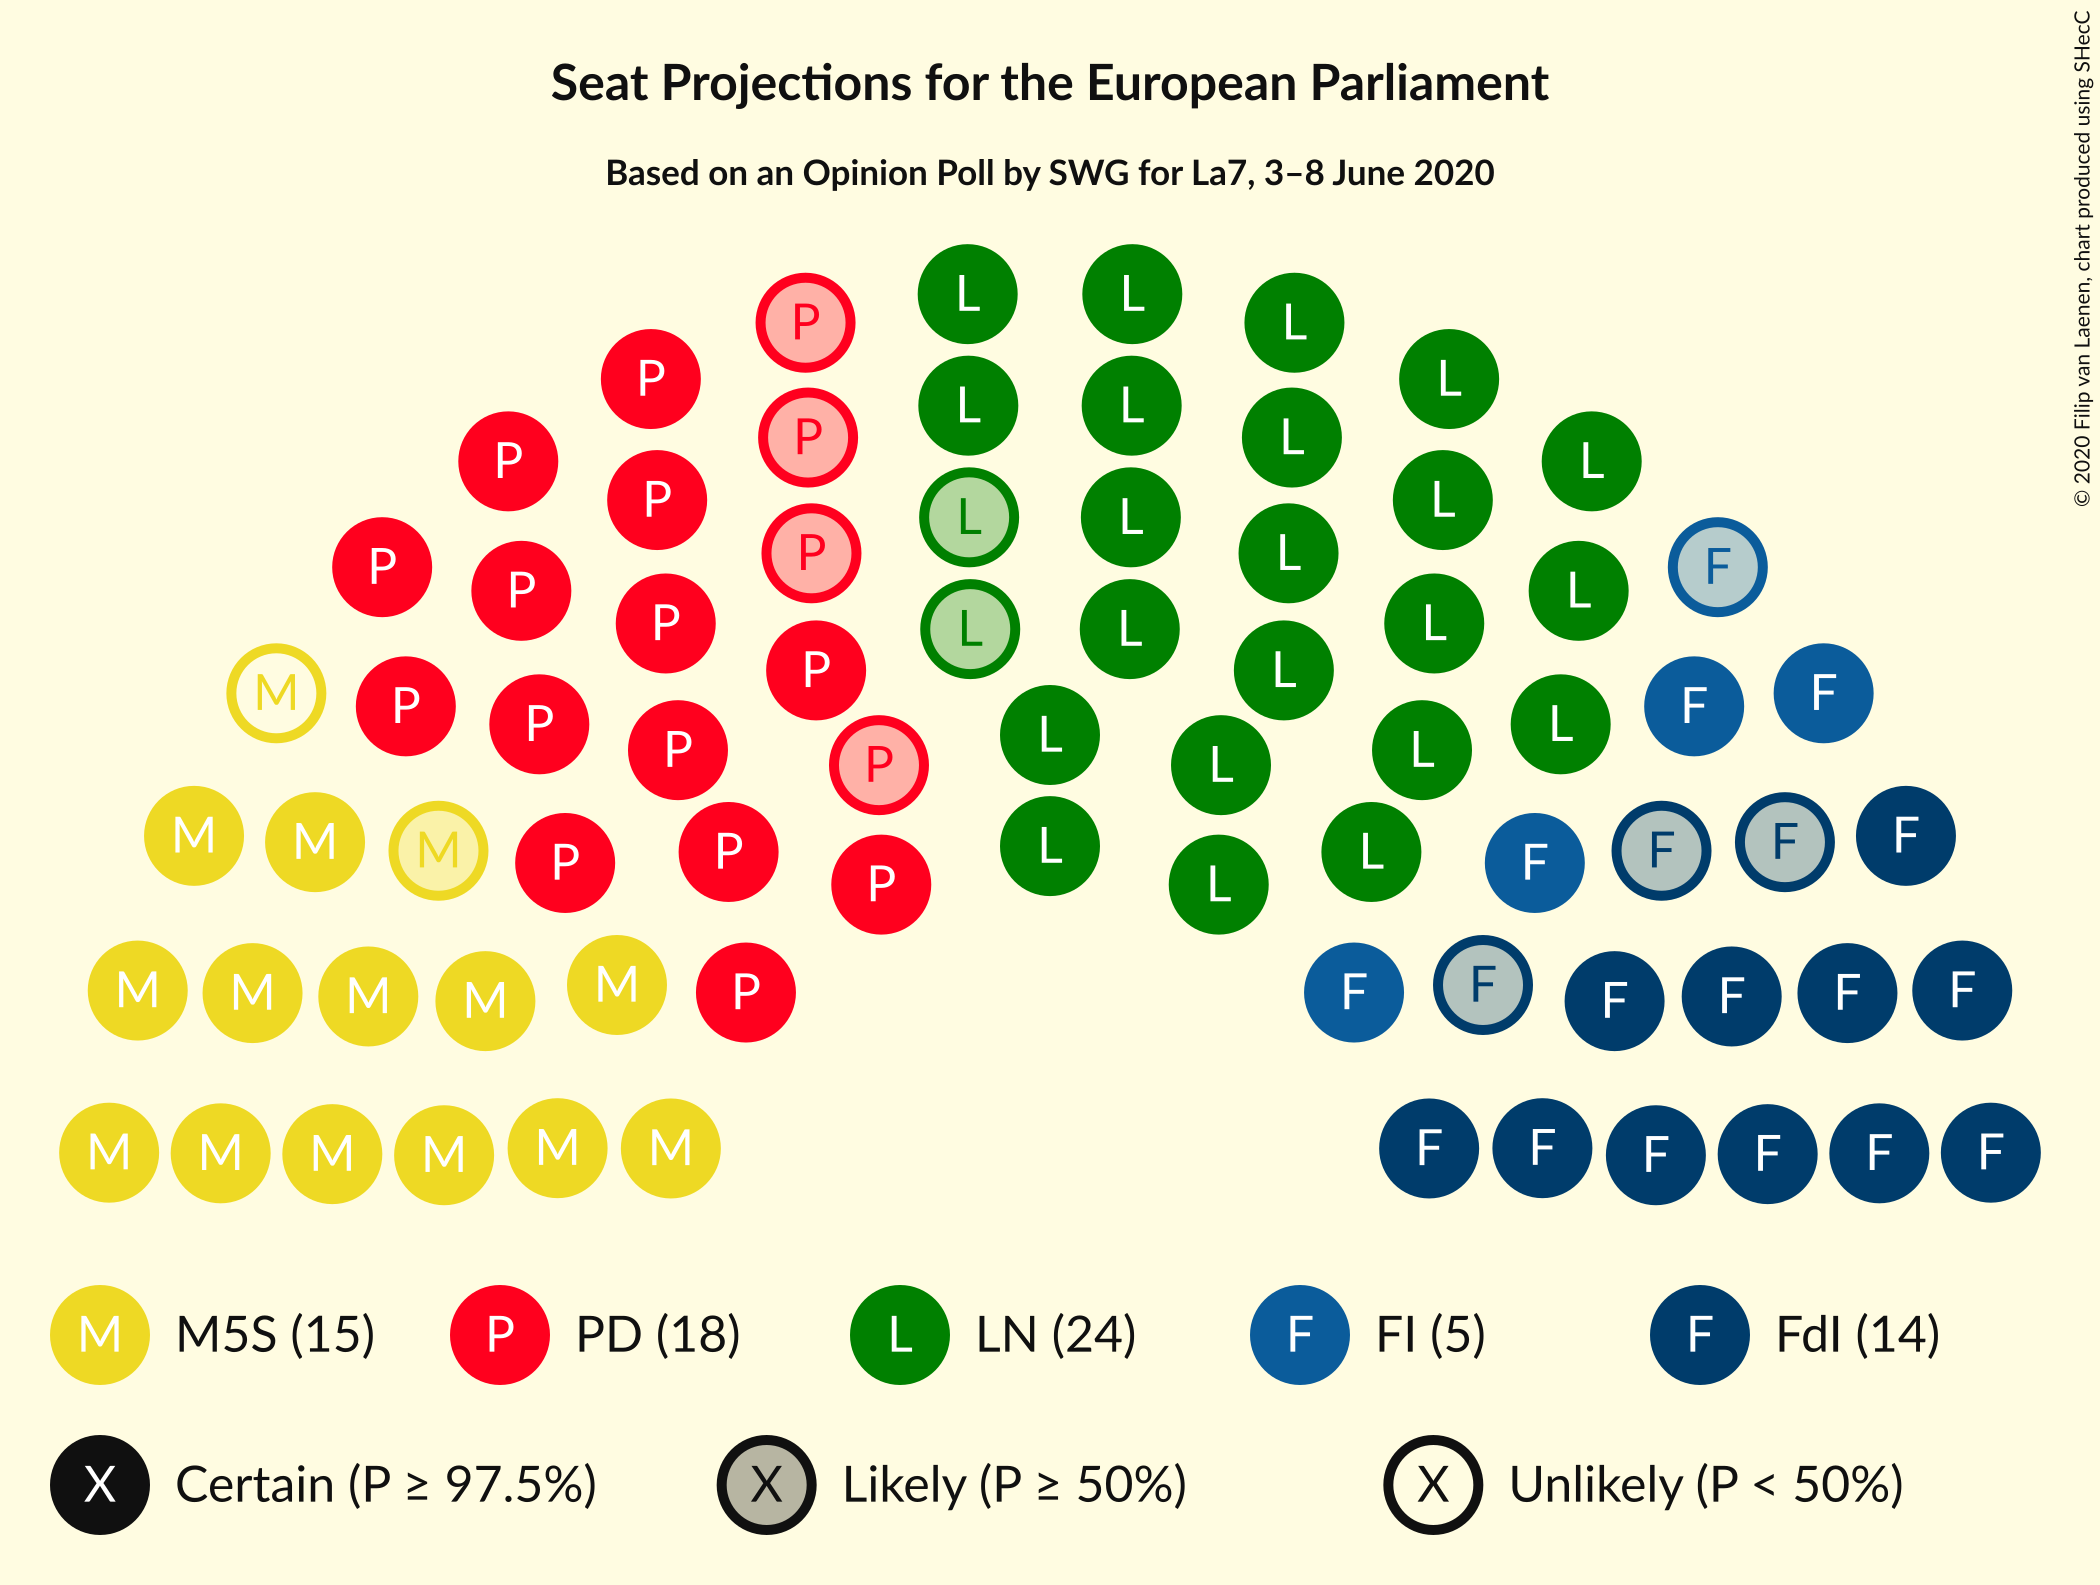 Seat Projections for the European Parliament
Based on an Opinion Poll by SWG for La7, 3–8 June 2020
© 2020 Filip van Laenen, chart produced using SHecC
L L
P L
P L
L L
P L
P L
P L
L
P L
P L
L L
P F
P L
P L
P L
L L
P L
M F
P F
P L
P L
L
P L
M F
M F
M F
P L
P F
L
P L
M F
M F
M F
M F
M F
P F
M F
M F
M F
M F
M F
M F
M M5S (15) P PD (18) L LN (24) F FI (5) F FdI (14)
X Certain (P ≥ 97.5%) X Likely (P ≥ 50%) X Unlikely (P < 50%)